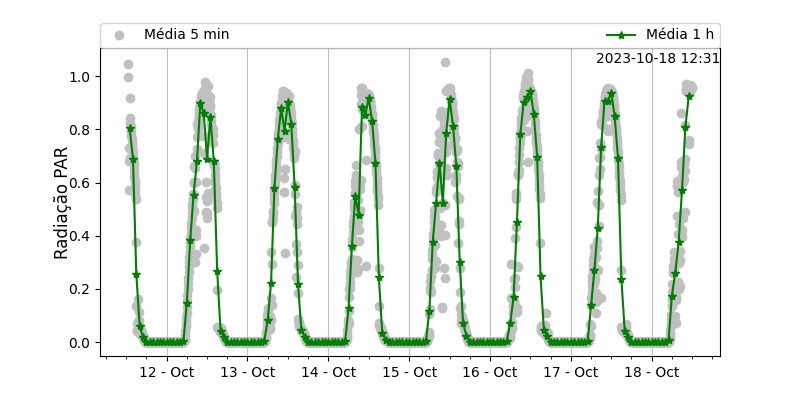 Média 5 min
Média 1 h
2023-10-18 12:31
Radiação PAR
1.0
0.8
0.6
0.4
0.2
0.0
12 - Oct
13 - Oct
14 - Oct
15 - Oct
16 - Oct
17 - Oct
18 - Oct